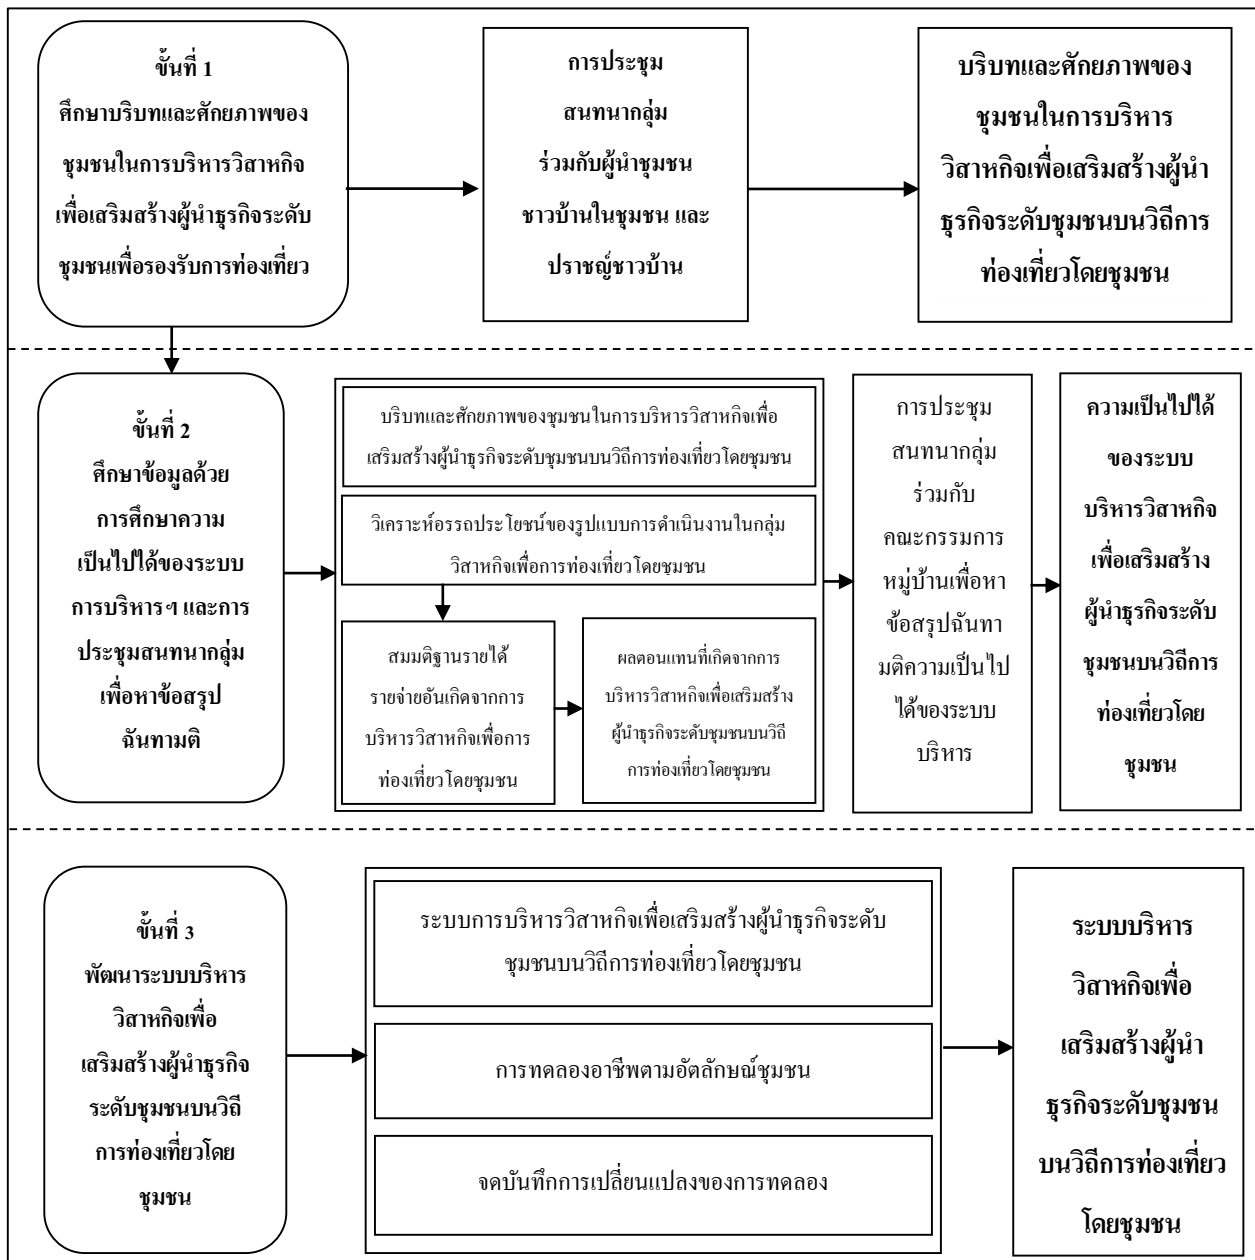 ขั้นที่ 1
ศึกษาบริบทและศักยภาพของ
ชุมชนในการบริหารวิสาหกิจ
เพื่อเสริมสร้างผู้นำธุรกิจระดับ
ชุมชนเพื่อรองรับการท่องเที่ยว
การประชุม
สนทนากลุ่ม
ร่วมกับผู้นำชุมชน
ชาวบ้านในชุมชน และ
ปราชญ์ชาวบ้าน
บริบทและศักยภาพของ
ชุมชนในการบริหาร
วิสาหกิจเพื่อเสริมสร้างผู้นำ
ธุรกิจระดับชุมชนบนวิถีการ
ท่องเที่ยวโดยชุมชน
ขั้นที่ 2
ศึกษาข้อมูลด้วย
การศึกษาความ
เป็นไปได้ของระบบ
การบริหารฯ และการ
ประชุมสนทนากลุ่ม
เพื่อหาข้อสรุป
ฉันทามติ
บริบทและศักยภาพของชุมชนในการบริหารวิสาหกิจเพื่อ
เสริมสร้างผู้นำธุรกิจระดับชุมชนบนวิถีการท่องเที่ยวโดยชุมชน
วิเคราะห์อรรถประโยชน์ของรูปแบบการดำเนินงานในกลุ่ม
วิสาหกิจเพื่อการท่องเที่ยวโดยชุมชน
สมมติฐานรายได้
รายจ่ายอันเกิดจากการ
บริหารวิสาหกิจเพื่อการ
ท่องเที่ยวโดยชุมชน
ผลตอนแทนที่เกิดจากการ
บริหารวิสาหกิจเพื่อเสริมสร้าง
ผู้นำธุรกิจระดับชุมชนบนวิถี
การท่องเที่ยวโดยชุมชน
การประชุม
สนทนากลุ่ม
ร่วมกับ
คณะกรรมการ
หมู่บ้านเพื่อหา
ข้อสรุปฉันทา
มติความเป็นไป
ได้ของระบบ
บริหาร
ความเป็นไปได้
ของระบบ
บริหารวิสาหกิจ
เพื่อเสริมสร้าง
ผู้นำธุรกิจระดับ
ชุมชนบนวิถีการ
ท่องเที่ยวโดย
ชุมชน
ขั้นที่ 3
พัฒนาระบบบริหาร
วิสาหกิจเพื่อ
เสริมสร้างผู้นำธุรกิจ
ระดับชุมชนบนวิถี
การท่องเที่ยวโดย
ชุมชน
ระบบการบริหารวิสาหกิจเพื่อเสริมสร้างผู้นำธุรกิจระดับ
ชุมชนบนวิถีการท่องเที่ยวโดยชุมชน
การทดลองอาชีพตามอัตลักษณ์ชุมชน
จดบันทึกการเปลี่ยนแปลงของการทดลอง
ระบบบริหาร
วิสาหกิจเพื่อ
เสริมสร้างผู้นำ
ธุรกิจระดับชุมชน
บนวิถีการท่องเที่ยว
โดยชุมชน